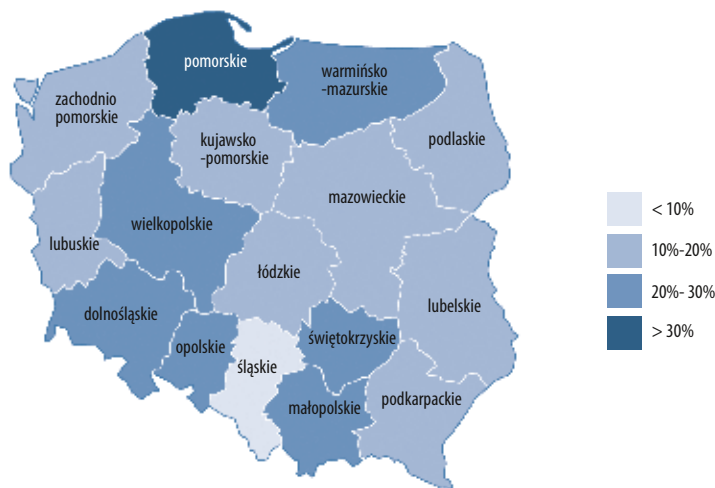 pomorskie
warmińsko
-mazurskie
zachodnio
pomorskie
kujawsko
-pomorskie
podlaskie
mazowieckie
wielkopolskie
lubuskie
łódzkie
lubelskie
dolnośląskie
opolskie
śląskie
świętokrzyskie
małopolskie
podkarpackie
< 10%
10%-20%
20%- 30%
> 30%